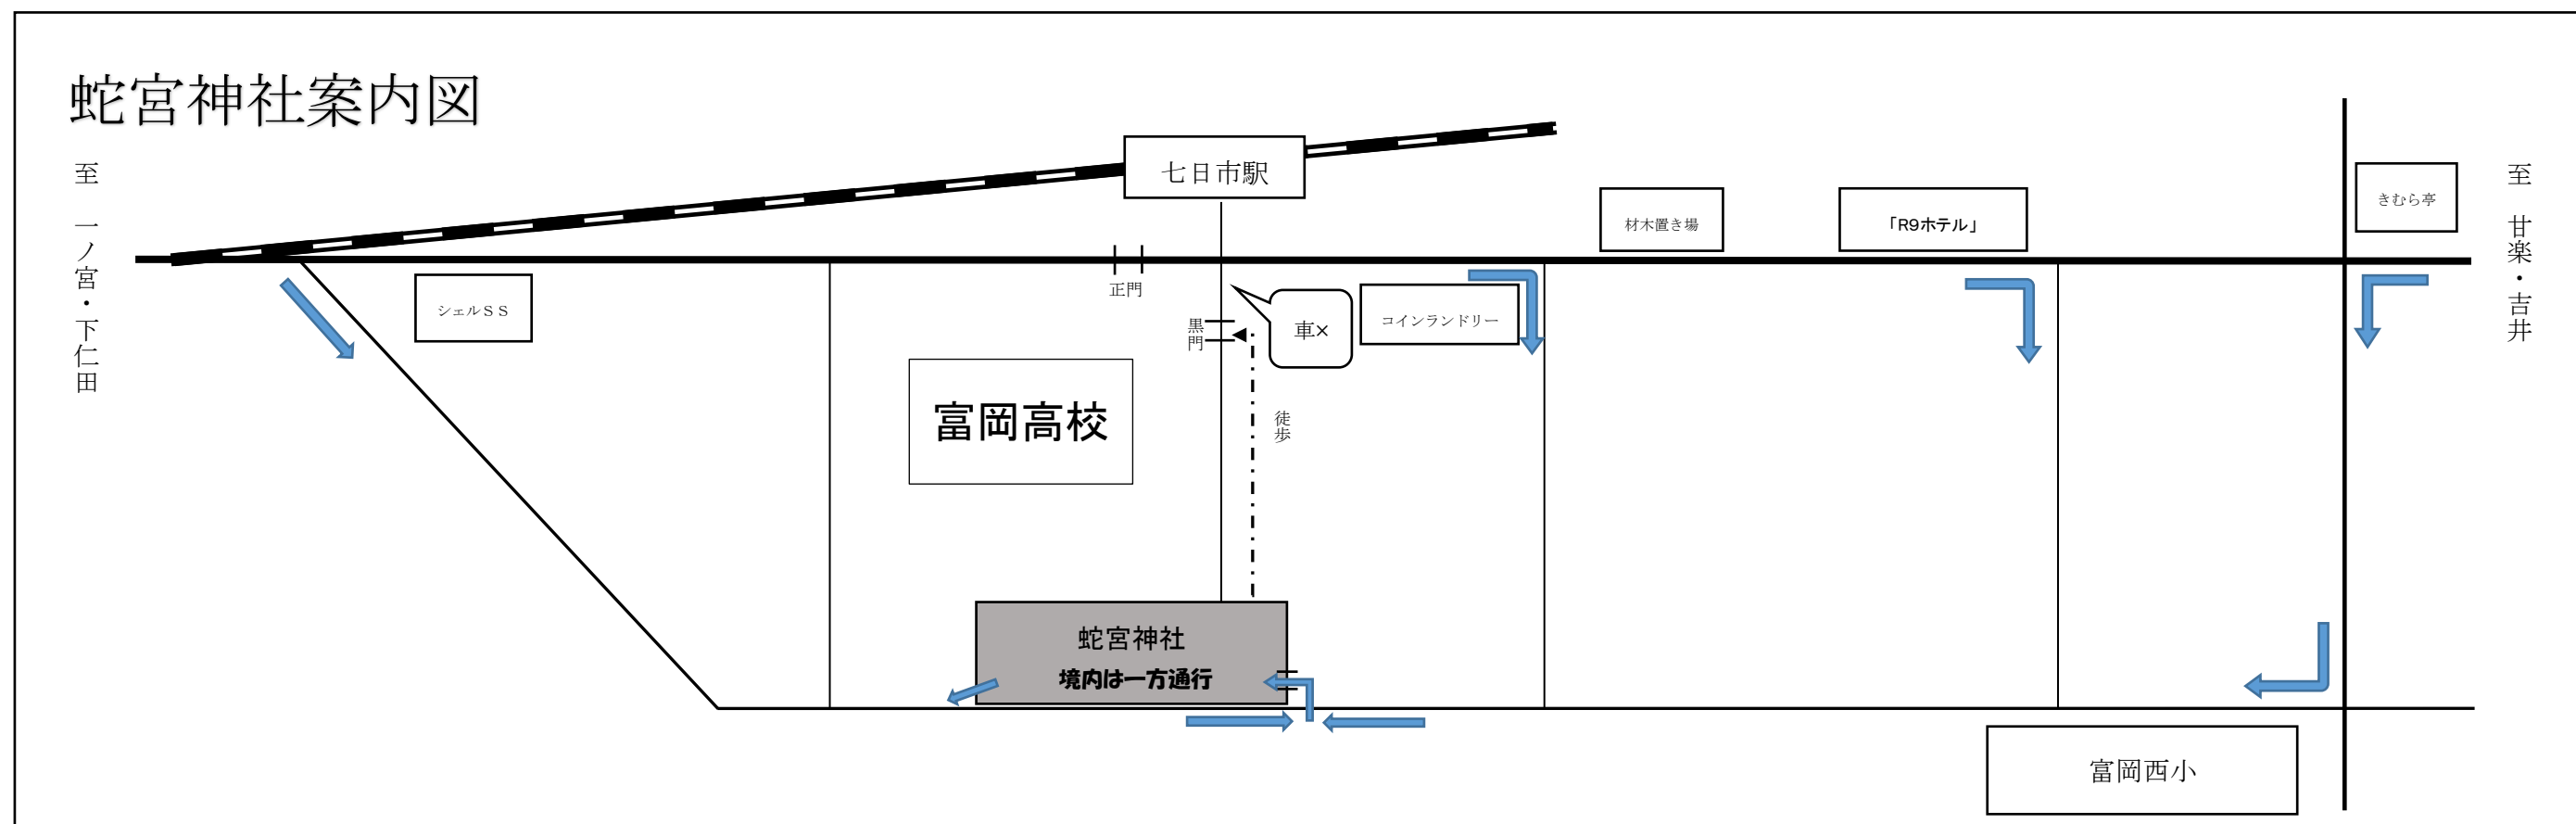 蛇宮神社案内図
至 一ノ宮・下仁田
七日市駅
材木置き場
「R9ホテル」
きむら亭
至 甘楽・吉井
シェルＳＳ
正門
黒門
車×
コインランドリー
富岡高校
徒歩
蛇宮神社
境内は一方通行
富岡西小